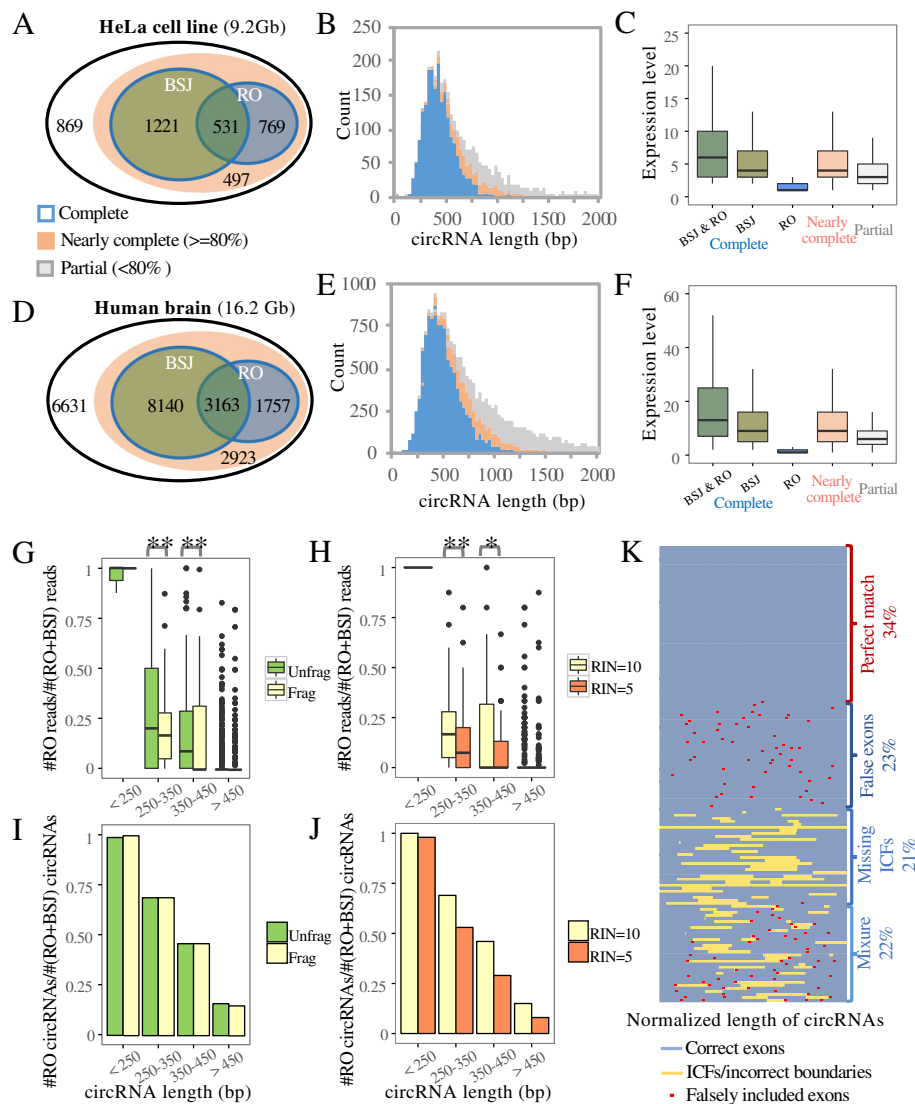 A
HeLa cell line (9.2Gb)
BSJ
RO
869
1221
531
769
497
Complete
Nearly complete (>=80%)
Partial (<80% )
B
Count
250
200
150
100
50
0
0
500
1000
1500
2000
circRNA length (bp)
C
Expression level
25
20
15
10
5
0
BSJ & RO
BSJ
RO
Complete
Nearly
complete
Partial
D
Human brain (16.2 Gb)
BSJ
RO
6631
8140
3163
1757
2923
E
Count
1000
750
500
250
0
0
500
1000
1500
2000
circRNA length (bp)
F
Expression level
60
40
20
0
BSJ & RO
BSJ
RO
Complete
Nearly
complete
Partial
G
#RO reads/#(RO+BSJ) reads
** **
1
0.75
0.50
0.25
0
<250
250-350
350-450
>450
Unfrag
Frag
H
** *
1
0.75
0.50
0.25
0
<250
250-350
350-450
>450
RIN=10
RIN=5
I
#RO circRNAs/#(RO+BSJ) circRNAs
1
0.75
0.50
0.25
0
<250
250-350
350-450
>450
circRNA length (bp)
Unfrag
Frag
J
1
0.75
0.50
0.25
0
<250
250-350
350-450
>450
circRNA length (bp)
RIN=10
RIN=5
K
Perfect match
34%
False exons
23%
Missing
ICFs
21%
Mixure
22%
Normalized length of circRNAs
Correct exons
ICFs/incorrect boundaries
Falsely included exons